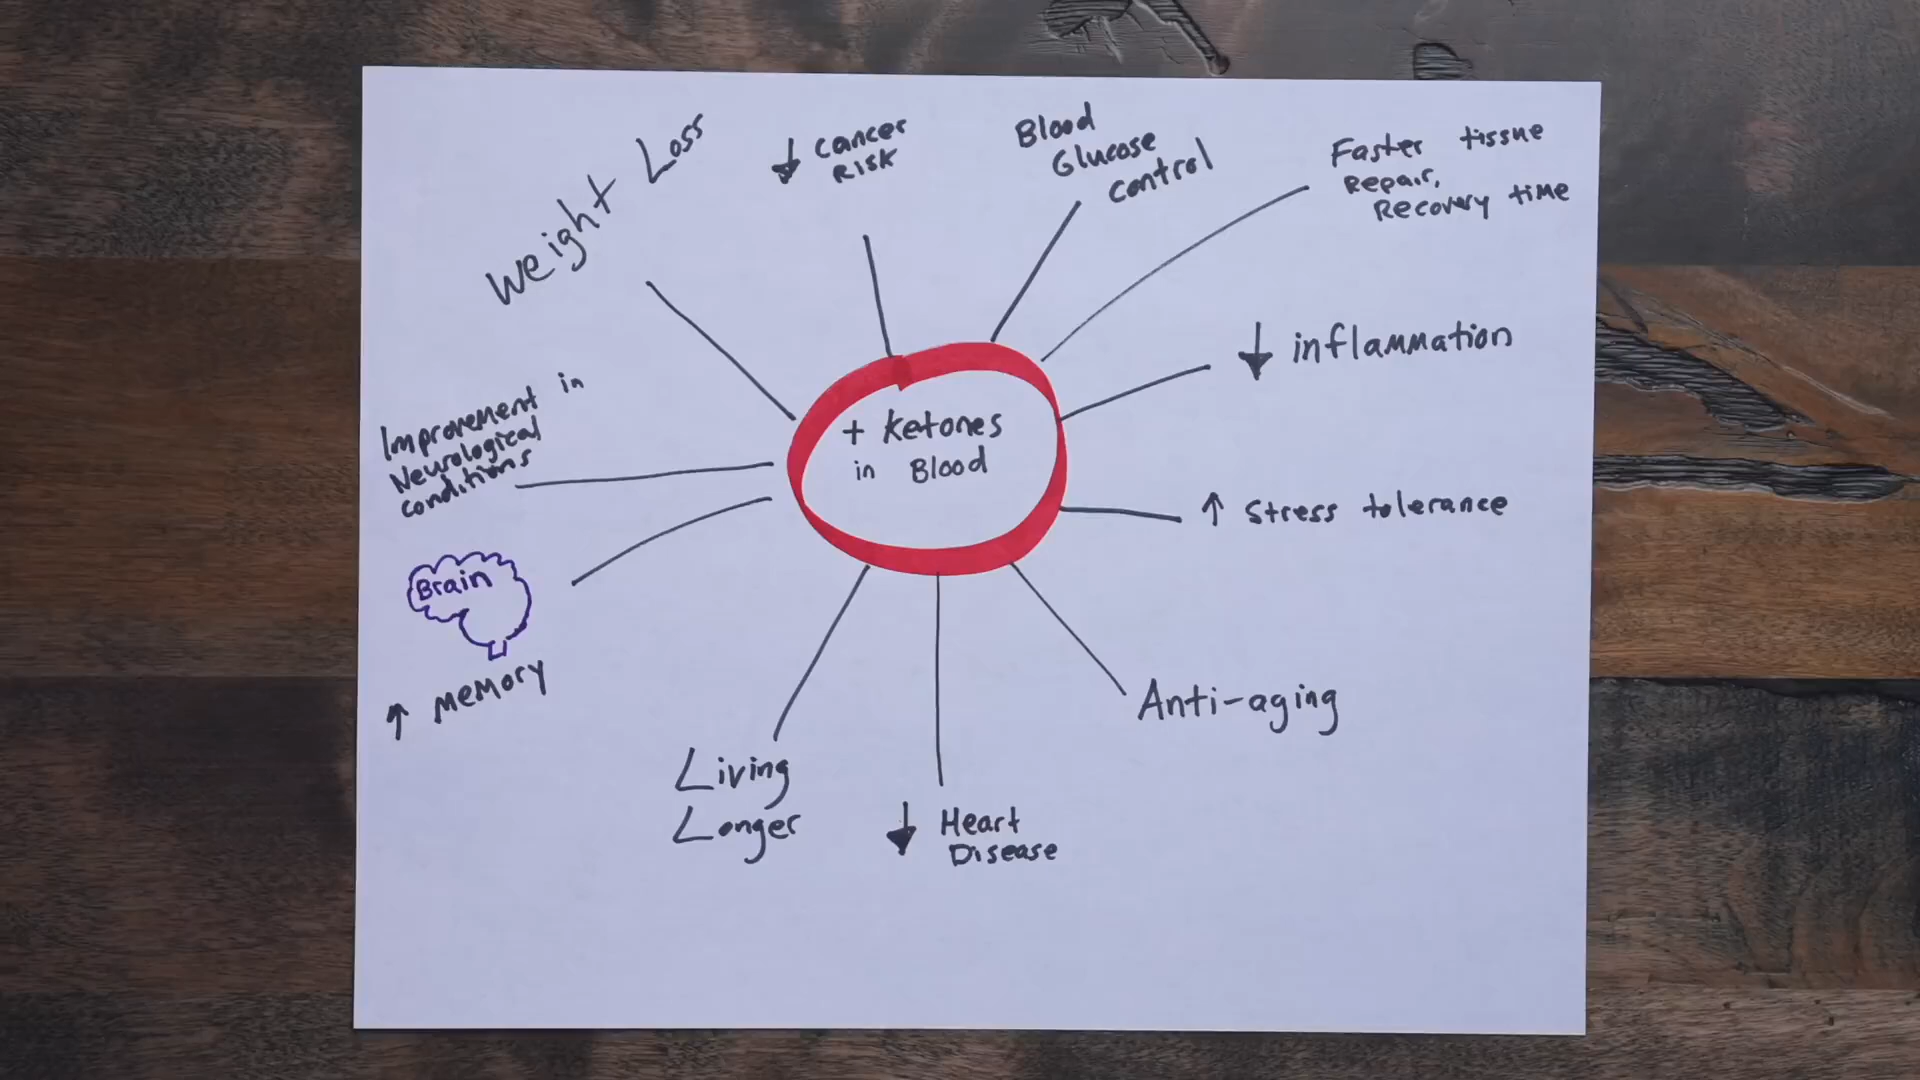 Weight Loss
↓ Cancer
Risk
Blood
Glucose
control
Faster tissue
Repair,
Recovery time
↓ inflammation
+ Ketones
in Blood
Improvement in
Neurological
conditions
↑ Stress tolerance
Brain
↑ Memory
Anti-aging
Living
Longer
↓ Heart
Disease